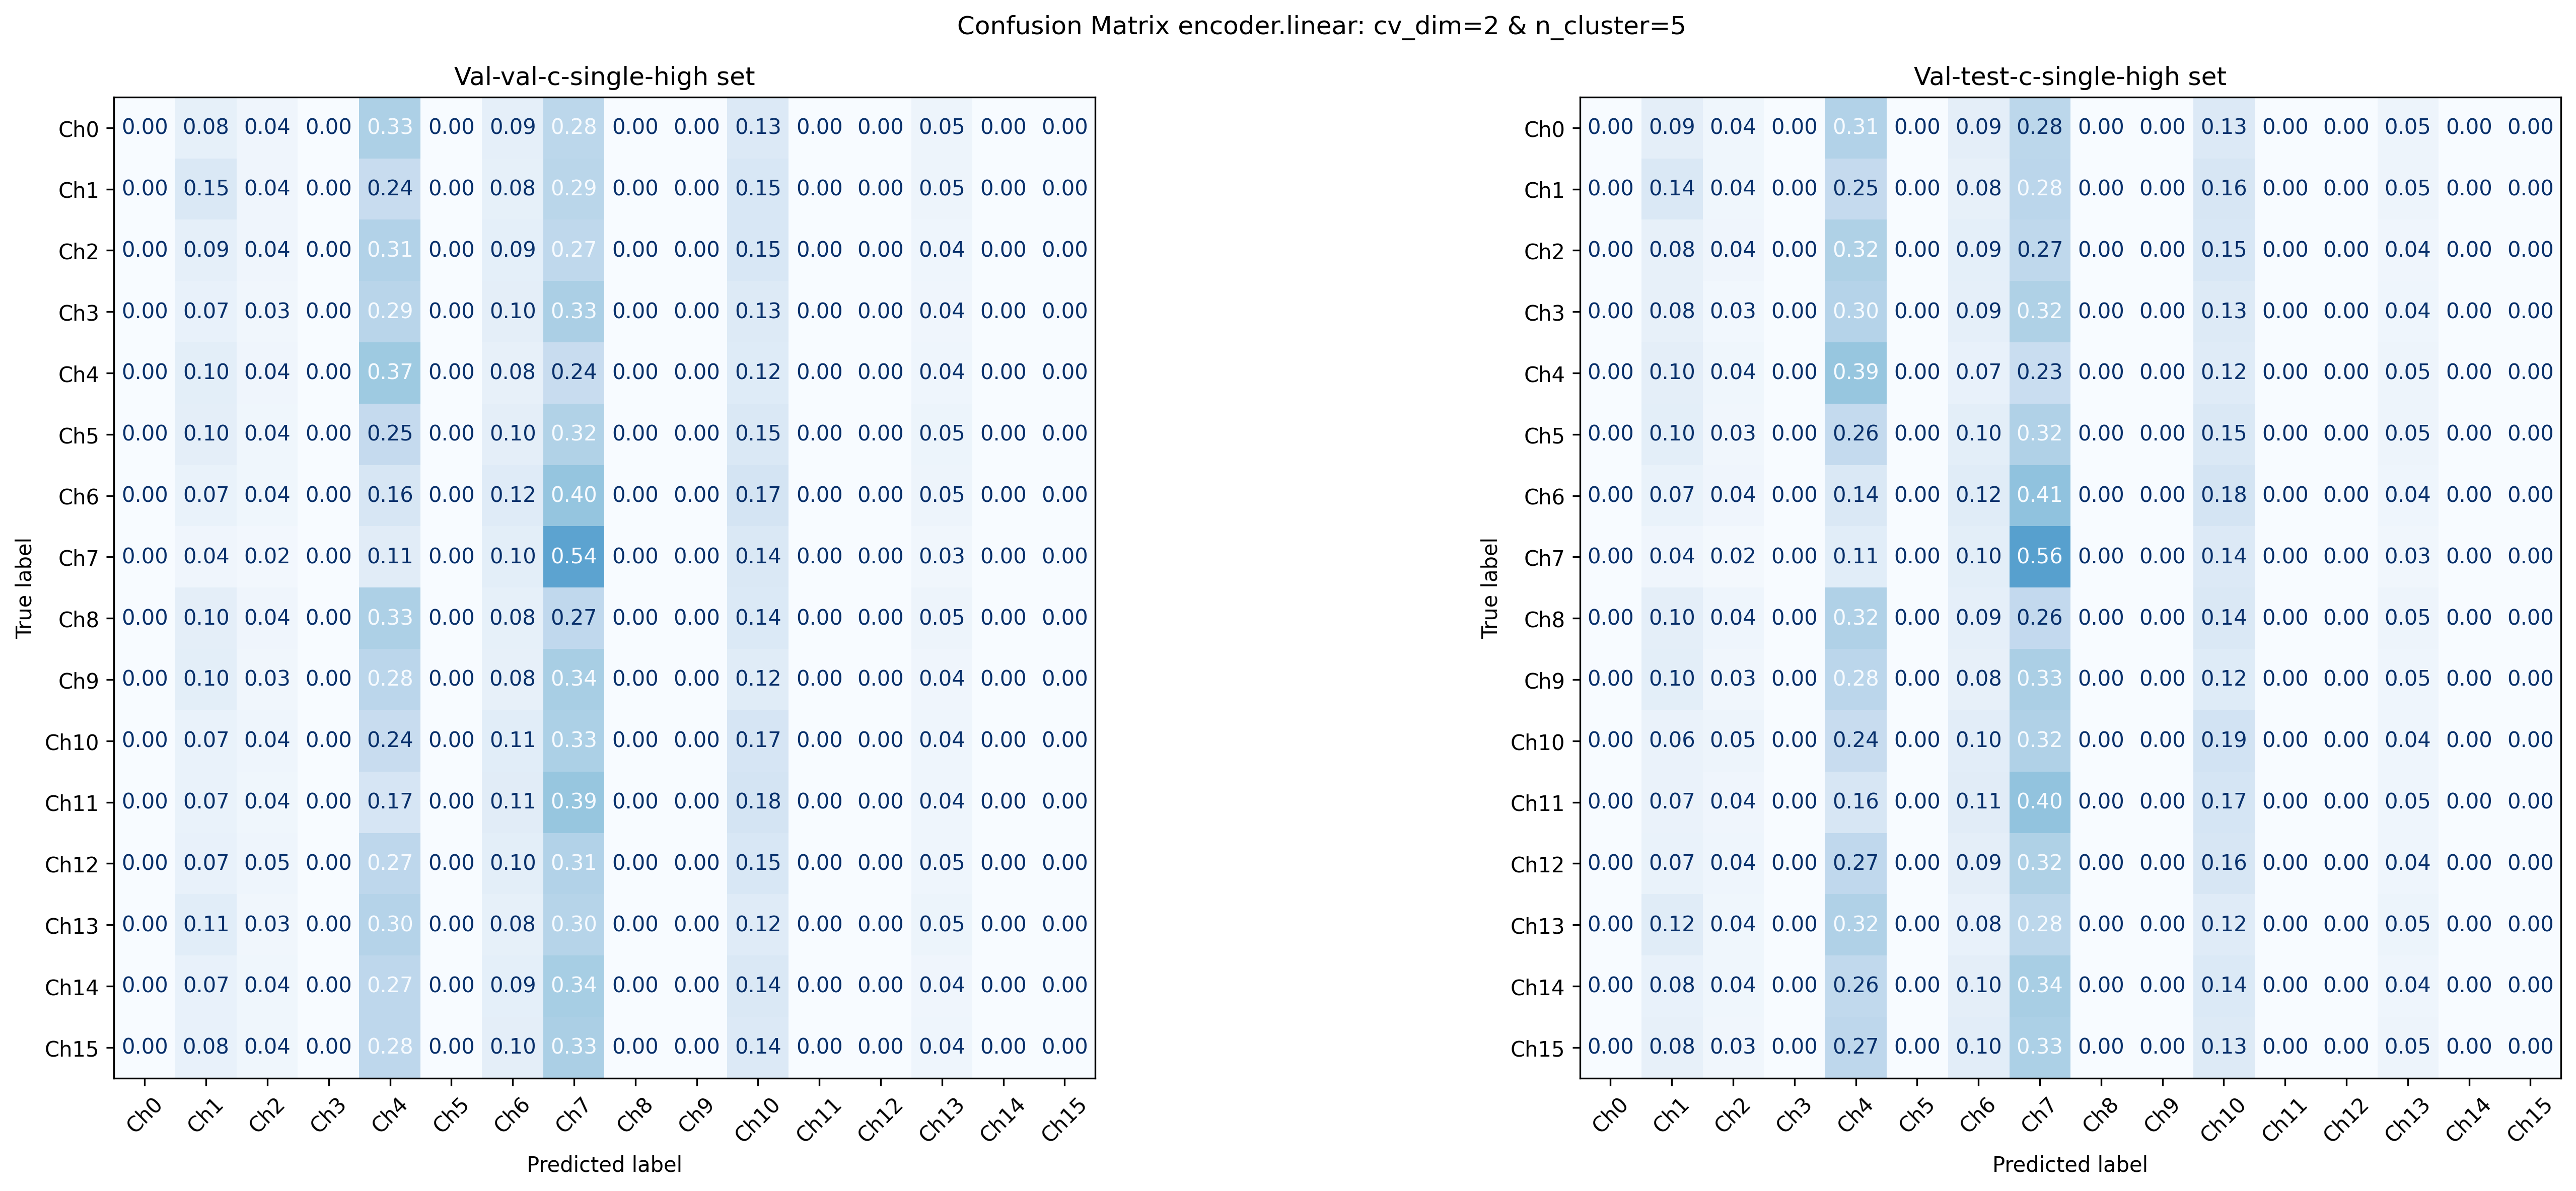 Confusion Matrix encoder.linear: cv_dim=2 & n_cluster=5
Val-val-c-single-high set
True label
Ch0 0.00 0.08 0.04 0.00 0.33 0.00 0.09 0.28 0.00 0.00 0.13 0.00 0.00 0.05 0.00 0.00
Ch1 0.00 0.15 0.04 0.00 0.24 0.00 0.08 0.29 0.00 0.00 0.15 0.00 0.00 0.05 0.00 0.00
Ch2 0.00 0.09 0.04 0.00 0.31 0.00 0.09 0.27 0.00 0.00 0.15 0.00 0.00 0.04 0.00 0.00
Ch3 0.00 0.07 0.03 0.00 0.29 0.00 0.10 0.33 0.00 0.00 0.13 0.00 0.00 0.04 0.00 0.00
Ch4 0.00 0.10 0.04 0.00 0.37 0.00 0.08 0.24 0.00 0.00 0.12 0.00 0.00 0.04 0.00 0.00
Ch5 0.00 0.10 0.04 0.00 0.25 0.00 0.10 0.32 0.00 0.00 0.15 0.00 0.00 0.05 0.00 0.00
Ch6 0.00 0.07 0.04 0.00 0.16 0.00 0.12 0.40 0.00 0.00 0.17 0.00 0.00 0.05 0.00 0.00
Ch7 0.00 0.04 0.02 0.00 0.11 0.00 0.10 0.54 0.00 0.00 0.14 0.00 0.00 0.03 0.00 0.00
Ch8 0.00 0.10 0.04 0.00 0.33 0.00 0.08 0.27 0.00 0.00 0.14 0.00 0.00 0.05 0.00 0.00
Ch9 0.00 0.10 0.03 0.00 0.28 0.00 0.08 0.34 0.00 0.00 0.12 0.00 0.00 0.04 0.00 0.00
Ch10 0.00 0.07 0.04 0.00 0.24 0.00 0.11 0.33 0.00 0.00 0.17 0.00 0.00 0.04 0.00 0.00
Ch11 0.00 0.07 0.04 0.00 0.17 0.00 0.11 0.39 0.00 0.00 0.18 0.00 0.00 0.04 0.00 0.00
Ch12 0.00 0.07 0.05 0.00 0.27 0.00 0.10 0.31 0.00 0.00 0.15 0.00 0.00 0.05 0.00 0.00
Ch13 0.00 0.11 0.03 0.00 0.30 0.00 0.08 0.30 0.00 0.00 0.12 0.00 0.00 0.05 0.00 0.00
Ch14 0.00 0.07 0.04 0.00 0.27 0.00 0.09 0.34 0.00 0.00 0.14 0.00 0.00 0.04 0.00 0.00
Ch15 0.00 0.08 0.04 0.00 0.28 0.00 0.10 0.33 0.00 0.00 0.14 0.00 0.00 0.04 0.00 0.00
Ch0 Ch1 Ch2 Ch3 Ch4 Ch5 Ch6 Ch7 Ch8 Ch9 Ch10 Ch11 Ch12 Ch13 Ch14 Ch15
Predicted label
Val-test-c-single-high set
True label
Ch0 0.00 0.09 0.04 0.00 0.31 0.00 0.09 0.28 0.00 0.00 0.13 0.00 0.00 0.05 0.00 0.00
Ch1 0.00 0.14 0.04 0.00 0.25 0.00 0.08 0.28 0.00 0.00 0.16 0.00 0.00 0.05 0.00 0.00
Ch2 0.00 0.08 0.04 0.00 0.32 0.00 0.09 0.27 0.00 0.00 0.15 0.00 0.00 0.04 0.00 0.00
Ch3 0.00 0.08 0.03 0.00 0.30 0.00 0.09 0.32 0.00 0.00 0.13 0.00 0.00 0.04 0.00 0.00
Ch4 0.00 0.10 0.04 0.00 0.39 0.00 0.07 0.23 0.00 0.00 0.12 0.00 0.00 0.05 0.00 0.00
Ch5 0.00 0.10 0.03 0.00 0.26 0.00 0.10 0.32 0.00 0.00 0.15 0.00 0.00 0.05 0.00 0.00
Ch6 0.00 0.07 0.04 0.00 0.14 0.00 0.12 0.41 0.00 0.00 0.18 0.00 0.00 0.04 0.00 0.00
Ch7 0.00 0.04 0.02 0.00 0.11 0.00 0.10 0.56 0.00 0.00 0.14 0.00 0.00 0.03 0.00 0.00
Ch8 0.00 0.10 0.04 0.00 0.32 0.00 0.09 0.26 0.00 0.00 0.14 0.00 0.00 0.05 0.00 0.00
Ch9 0.00 0.10 0.03 0.00 0.28 0.00 0.08 0.33 0.00 0.00 0.12 0.00 0.00 0.05 0.00 0.00
Ch10 0.00 0.06 0.05 0.00 0.24 0.00 0.10 0.32 0.00 0.00 0.19 0.00 0.00 0.04 0.00 0.00
Ch11 0.00 0.07 0.04 0.00 0.16 0.00 0.11 0.40 0.00 0.00 0.17 0.00 0.00 0.05 0.00 0.00
Ch12 0.00 0.07 0.04 0.00 0.27 0.00 0.09 0.32 0.00 0.00 0.16 0.00 0.00 0.04 0.00 0.00
Ch13 0.00 0.12 0.04 0.00 0.32 0.00 0.08 0.28 0.00 0.00 0.12 0.00 0.00 0.05 0.00 0.00
Ch14 0.00 0.08 0.04 0.00 0.26 0.00 0.10 0.34 0.00 0.00 0.14 0.00 0.00 0.04 0.00 0.00
Ch15 0.00 0.08 0.03 0.00 0.27 0.00 0.10 0.33 0.00 0.00 0.13 0.00 0.00 0.05 0.00 0.00
Ch0 Ch1 Ch2 Ch3 Ch4 Ch5 Ch6 Ch7 Ch8 Ch9 Ch10 Ch11 Ch12 Ch13 Ch14 Ch15
Predicted label